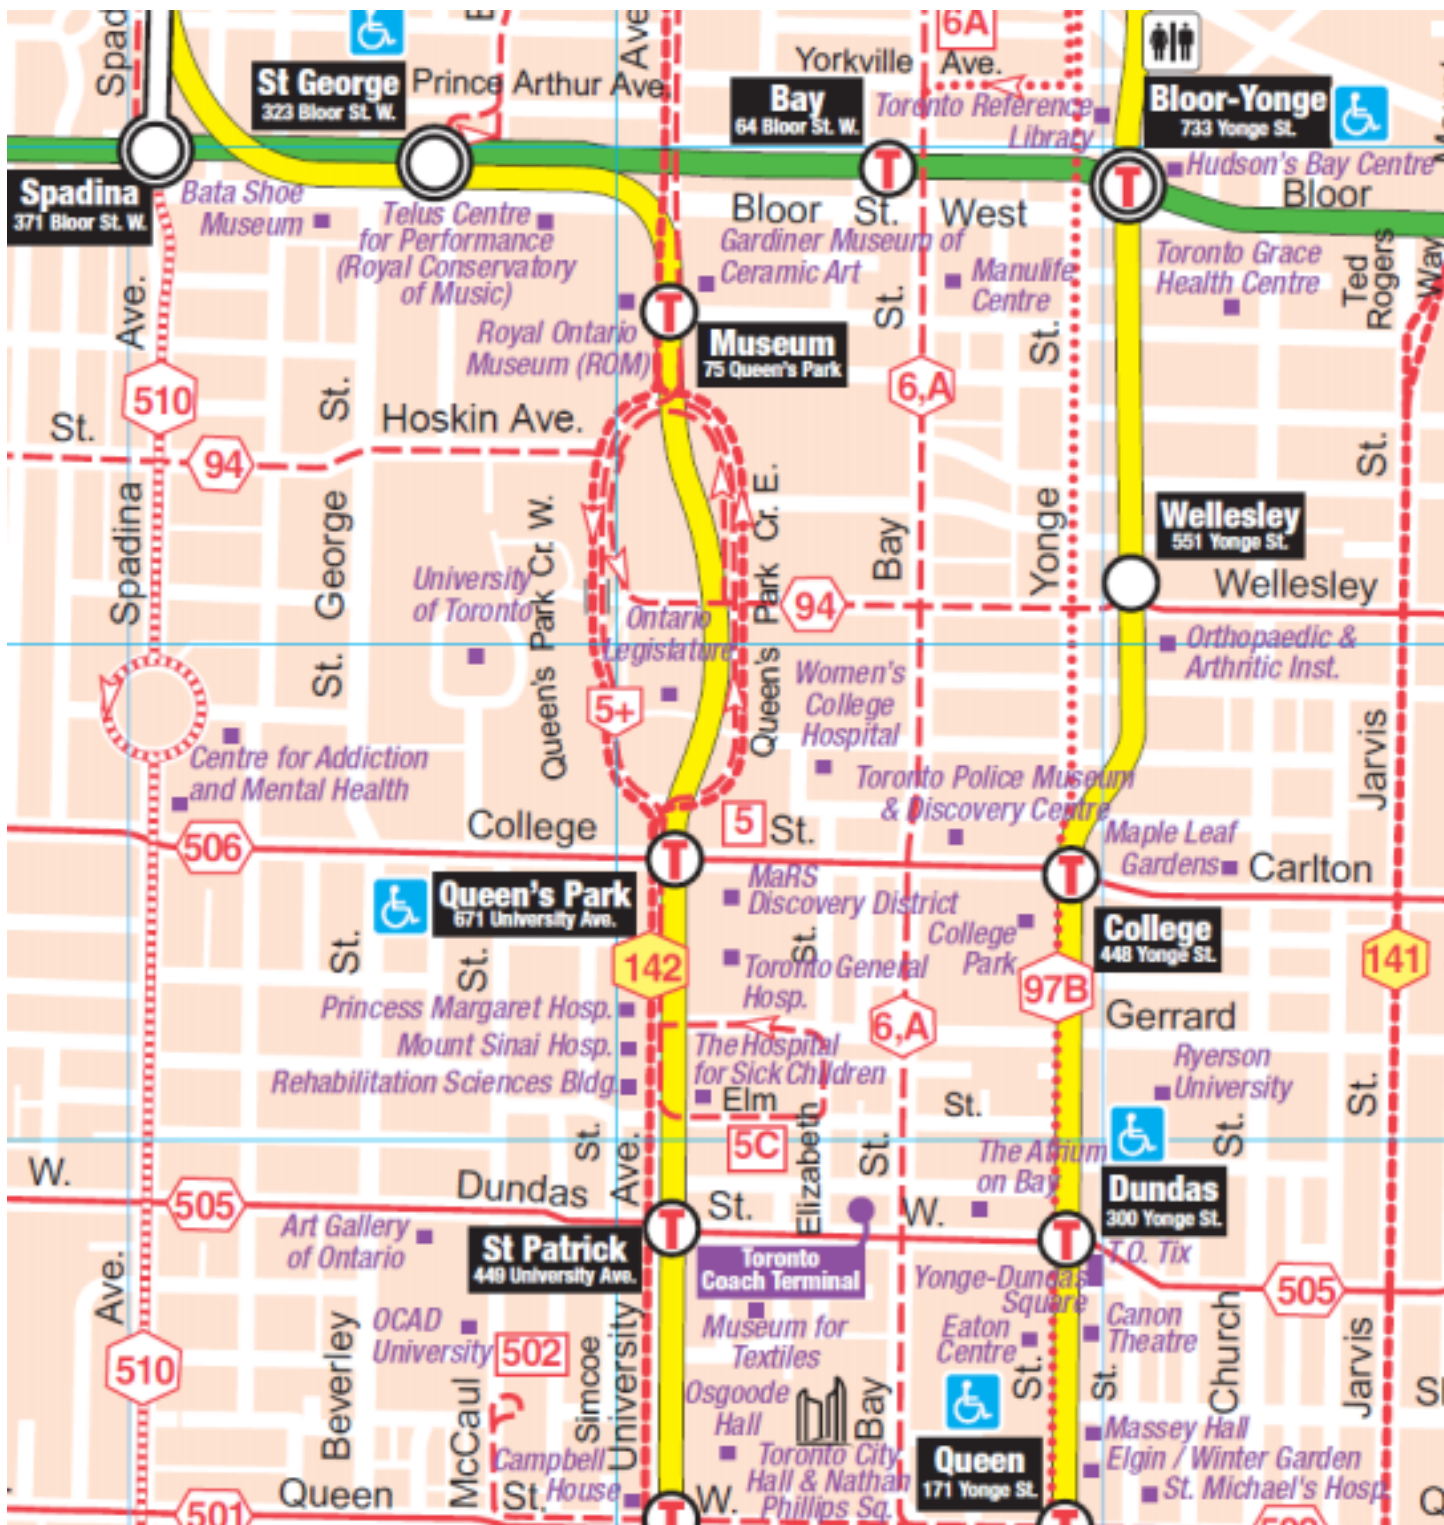 6A
Yorkville Ave.
Spad
Ave
St George
323 Bloor St. W.
Prince Arthur Ave.
Bay
64 Bloor St. W.
Toronto Reference
Library
Bloor-Yonge
733 Yonge St.
Hudson's Bay Centre
Bloor
Spadina
371 Bloor St. W.
Bata Shoe
Museum
Telus Centre
for Performance
(Royal Conservatory
of Music)
Bloor St. West
Gardiner Museum of
Ceramic Art
Manulife
Centre
Toronto Grace
Health Centre
Ted
Rogers
Way
Ave.
St.
St.
Royal Ontario
Museum (ROM)
Museum
75 Queen's Park
510
St.
6,A
St.
Hoskin Ave.
St.
94
Spadina
George
Queen's Park Cr. W.
Queen's Park Cr. E.
Bay
Yonge
Wellesley
551 Yonge St.
Wellesley
University
of Toronto
Ontario
Legislature
94
Orthopaedic &
Arthritic Inst.
St.
Women's
College
Hospital
5+
Jarvis
Centre for Addiction
and Mental Health
Toronto Police Museum
& Discovery Centre
506
College
5
St.
Maple Leaf
Gardens
Carlton
Queen's Park
671 University Ave.
MaRS
Discovery District
College
Park
College
448 Yonge St.
St.
St.
142
St.
Toronto General
Hosp.
97B
141
Princess Margaret Hosp.
6,A
Gerrard
Mount Sinai Hosp.
The Hospital
for Sick Children
Ryerson
University
Rehabilitation Sciences Bldg.
Elm
St.
St.
St.
Ave.
5C
Elizabeth
St.
The Atrium
on Bay
St.
W.
Dundas
St.
W.
505
Dundas
300 Yonge St.
Art Gallery
of Ontario
St Patrick
449 University Ave.
Toronto
Coach Terminal
T.O. Tix
Yonge-Dundas
Square
505
Ave.
OCAD
University
502
Museum for
Textiles
Eaton
Centre
Canon
Theatre
Church
510
Beverley
McCaul
Simcoe
University
Osgoode
Hall
Bay
St.
St.
Jarvis
Campbell
House
Toronto City
Hall & Nathan
Phillips Sq.
Queen
171 Yonge St.
Massey Hall
Elgin / Winter Garden
St. Michael's Hosp.
501
Queen
St.
W.